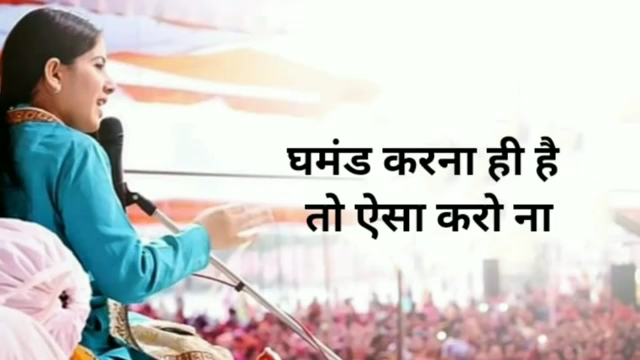 घमंड करना ही है
तो ऐसा करो ना